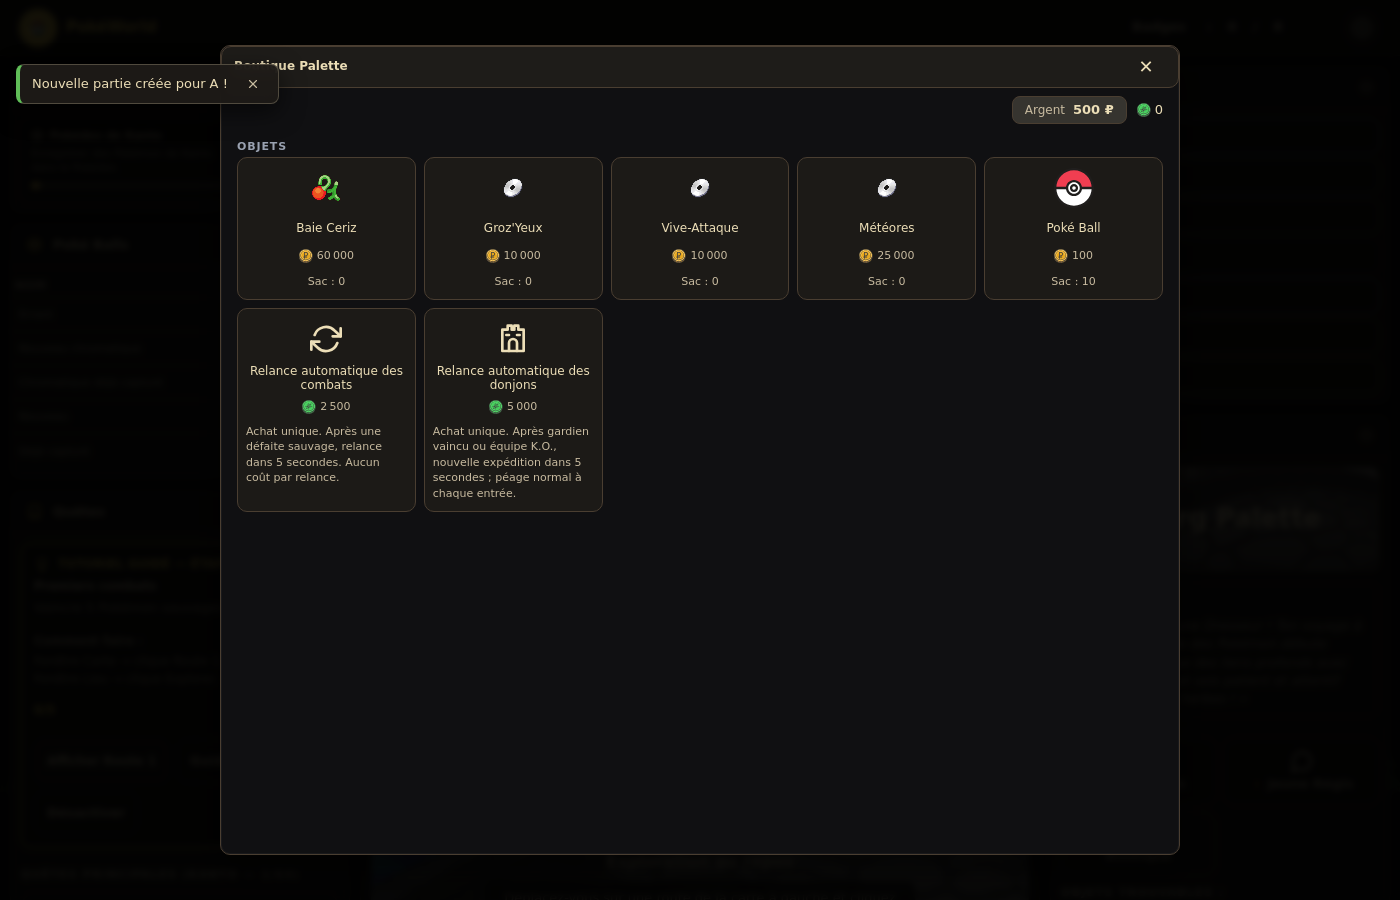 Boutique Palette
Nouvelle partie créée pour A !
Argent 500 ₽ 0
OBJETS
Baie Ceriz
60 000
Sac : 0
Groz'Yeux
10 000
Sac : 0
Vive-Attaque
10 000
Sac : 0
Météores
25 000
Sac : 0
Poké Ball
100
Sac : 10
Relance automatique des
combats
2 500
Achat unique. Après une
défaite sauvage, relance
dans 5 secondes. Aucun
coût par relance.
Relance automatique des
donjons
5 000
Achat unique. Après gardien
vaincu ou équipe K.O.,
nouvelle expédition dans 5
secondes ; péage normal à
chaque entrée.